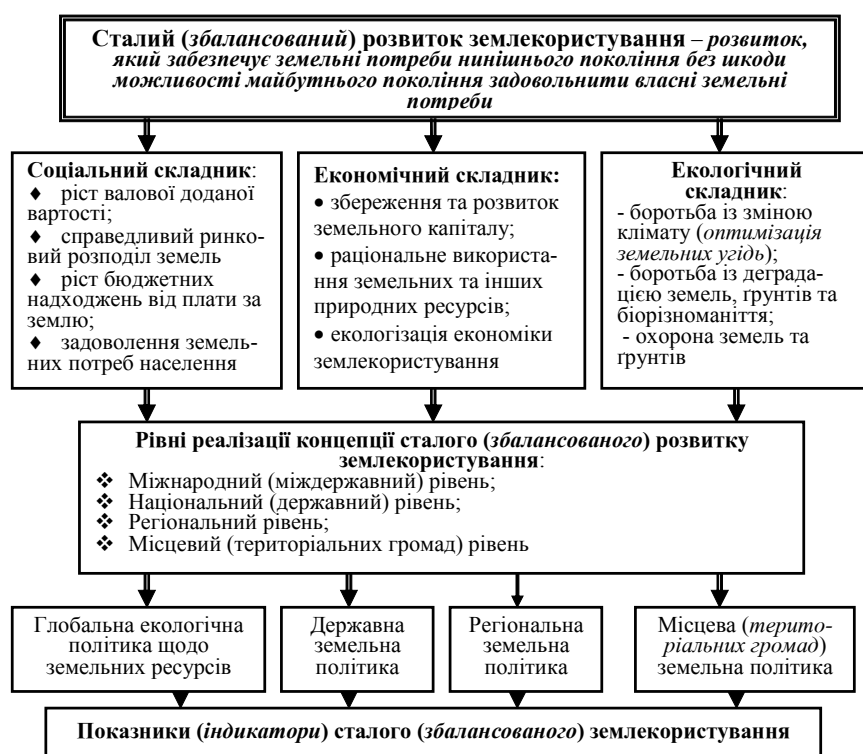 Сталий (збалансований) розвиток землекористування – розвиток,
який забезпечує земельні потреби нинішнього покоління без шкоди
можливості майбутнього покоління задовольнити власні земельні
потреби
Соціальний складник:
♦ ріст валової доданої
вартості;
♦ справедливий ринко-
вий розподіл земель
♦ ріст бюджетних
надходжень від плати за
землю;
♦ задоволення земель-
них потреб населення
Економічний складник:
• збереження та розвиток
земельного капіталу;
• раціональне використ-
ання земельних та інших
природних ресурсів;
• екологізація економіки
землекористування
Екологічний
складник:
- боротьба із зміною
клімату (оптимізація
земельних угідь);
- боротьба із деграда-
цією земель, ґрунтів та
біорізноманіття;
- охорона земель та
ґрунтів
Рівні реалізації концепції сталого (збалансованого) розвитку
землекористування:
❖ Міжнародний (міждержавний) рівень;
❖ Національний (державний) рівень;
❖ Регіональний рівень;
❖ Місцевий (територіальних громад) рівень
Глобальна екологічна
політика щодо
земельних ресурсів
Державна
земельна
політика
Регіональна
земельна
політика
Місцева (терито-
ріальних громад)
земельна політика
Показники (індикатори) сталого (збалансованого) землекористування